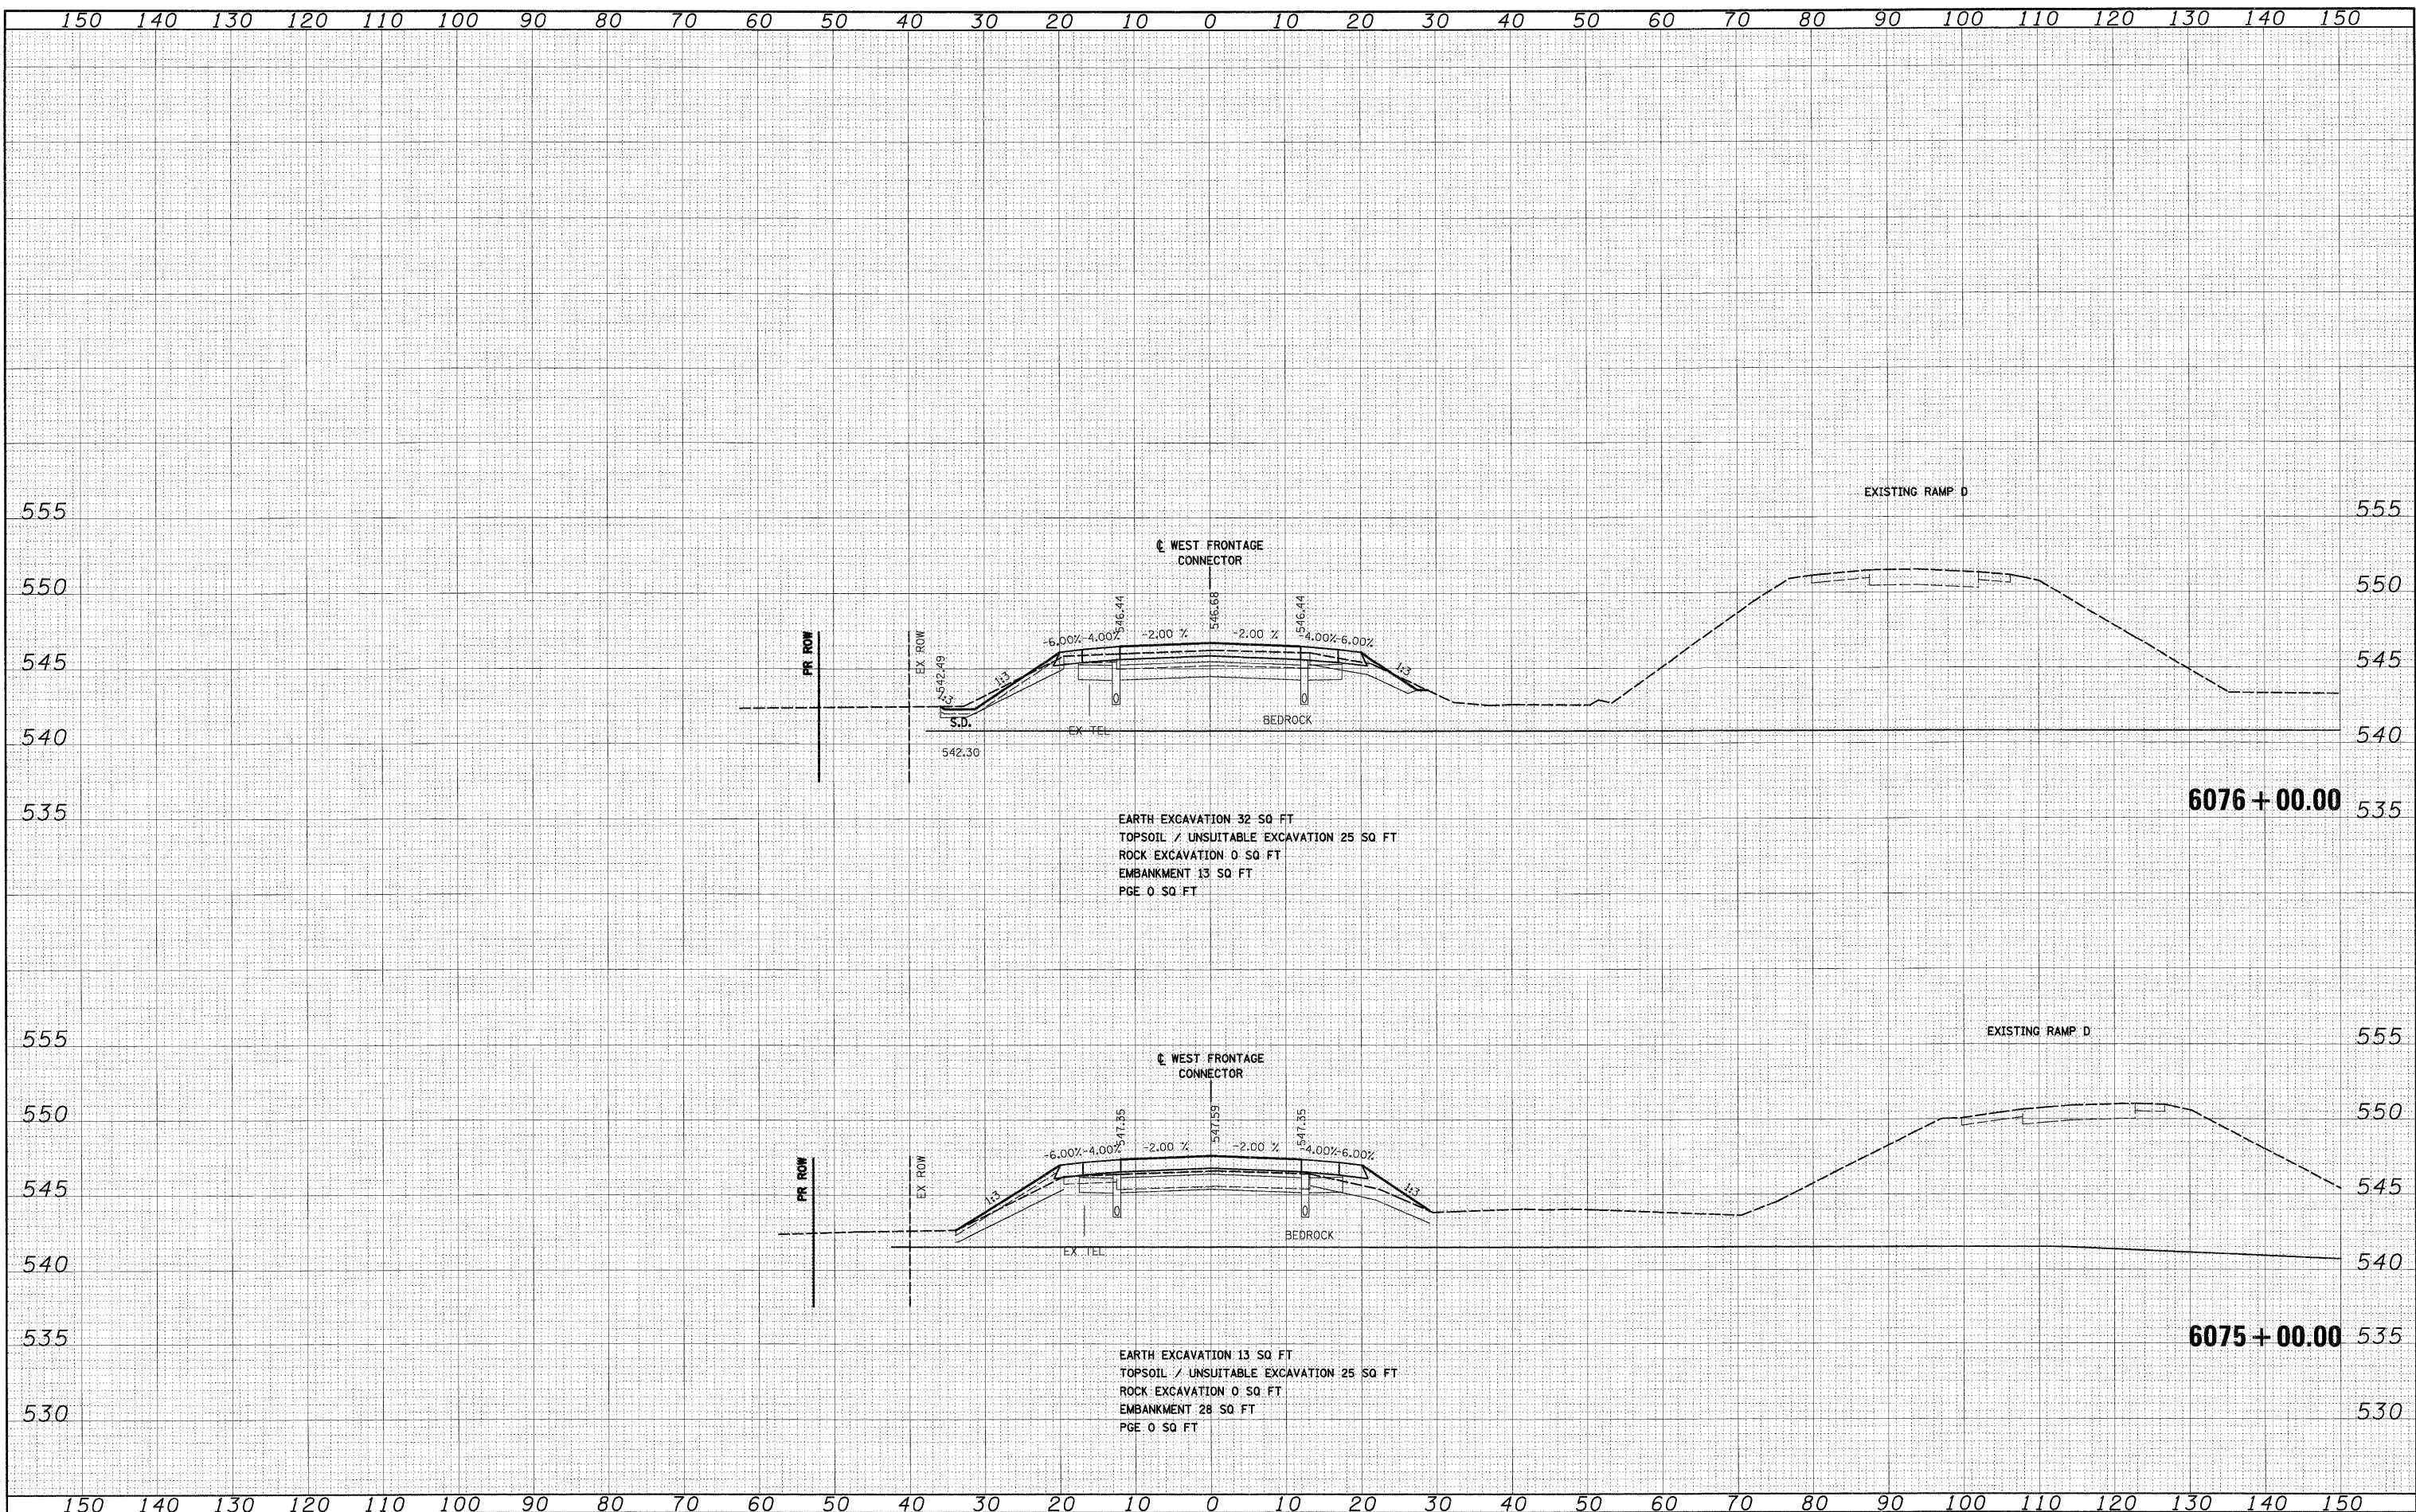 150 140 130 120 110 100 90 80 70 60 50 40 30 20 10 0 10 20 30 40 50 60 70 80 90 100 110 120 130 140 150
EXISTING RAMP D
555 555
℄ WEST FRONTAGE
CONNECTOR
550 550
546.44 546.68 546.44
-6.00% -4.00% -2.00 % -2.00 % -4.00% -6.00%
PR ROW
EX ROW
545 545
542.49
1:3 1:3 1:3
S.D.
EX TEL
BEDROCK
540 540
542.30
6076+00.00
535 535
EARTH EXCAVATION 32 SQ FT
TOPSOIL / UNSUITABLE EXCAVATION 25 SQ FT
ROCK EXCAVATION 0 SQ FT
EMBANKMENT 13 SQ FT
PGE 0 SQ FT
EXISTING RAMP D
555 555
℄ WEST FRONTAGE
CONNECTOR
550 550
547.35 547.59 547.35
-6.00% -4.00% -2.00 % -2.00 % -4.00% -6.00%
PR ROW
EX ROW
545 545
1:3 1:3
EX TEL
BEDROCK
540 540
6075+00.00
535 535
EARTH EXCAVATION 13 SQ FT
TOPSOIL / UNSUITABLE EXCAVATION 25 SQ FT
ROCK EXCAVATION 0 SQ FT
EMBANKMENT 28 SQ FT
PGE 0 SQ FT
530 530
150 140 130 120 110 100 90 80 70 60 50 40 30 20 10 0 10 20 30 40 50 60 70 80 90 100 110 120 130 140 150